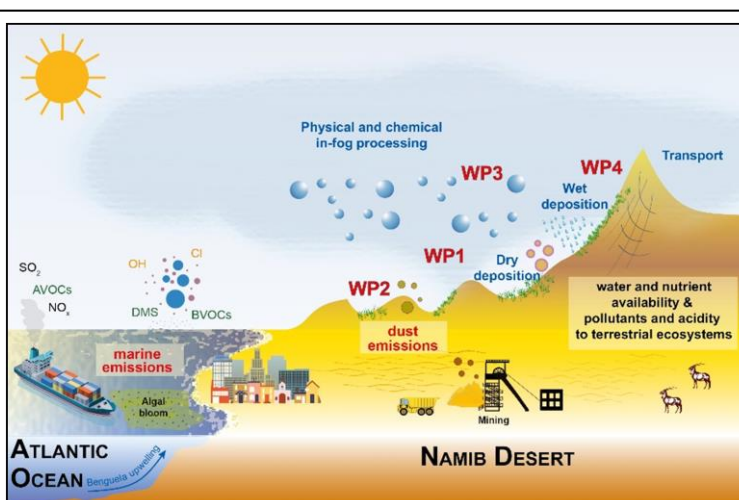 Physical and chemical
in-fog processing
WP3
WP4
Transport
Wet
deposition
WP1
Dry
deposition
WP2
SO₂
AVOCs
NOₓ
OH
Cl
DMS
BVOCs
marine
emissions
dust
emissions
water and nutrient
availability &
pollutants and acidity
to terrestrial ecosystems
Algal
bloom
Mining
ATLANTIC
OCEAN
Benguela upwelling
NAMIB DESERT